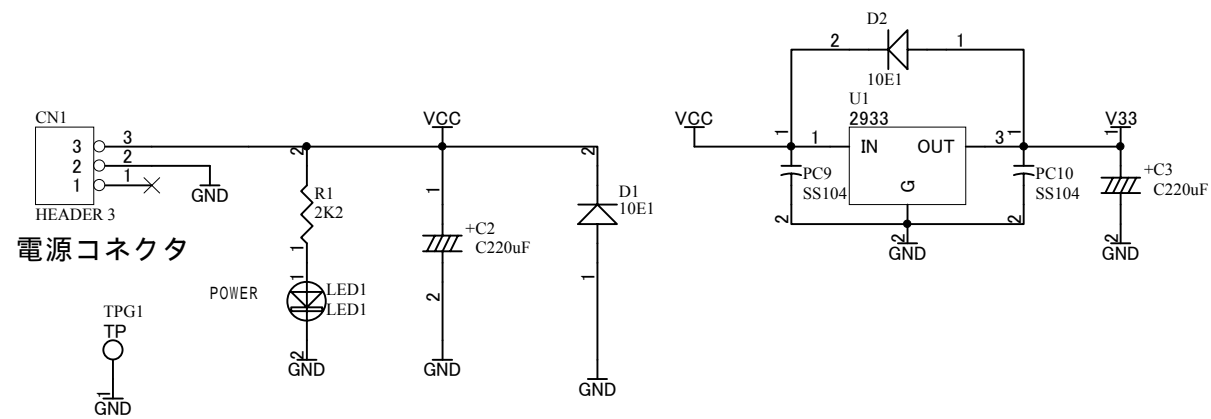 CN1
3 3
2 2
1 1
HEADER 3
GND
電源コネクタ
TPG1
TP
1
GND
2
R1
2K2
1
1
POWER
LED1
LED1
2
GND
VCC
1
+C2
C220uF
2
GND
2
D1
10E1
1
GND
D2
2 1
10E1
U1
2933
VCC
1
1
IN OUT
3
1
V33
1
PC9
SS104
G
PC10
SS104
+C3
C220uF
2
2
2
2
GND
GND